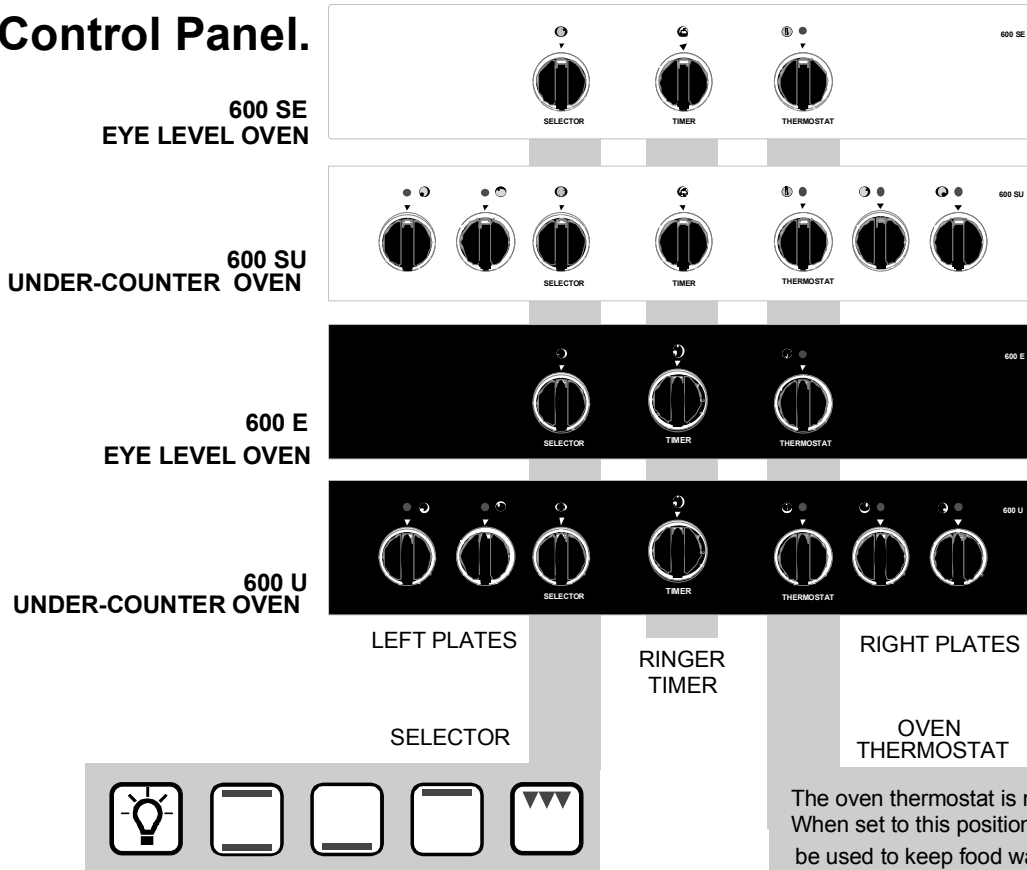 Control Panel.
600 SE
600 SE
EYE LEVEL OVEN
SELECTOR TIMER THERMOSTAT
600 SU
600 SU
UNDER-COUNTER OVEN
SELECTOR TIMER THERMOSTAT
600 E
600 E
EYE LEVEL OVEN
SELECTOR TIMER THERMOSTAT
600 U
600 U
UNDER-COUNTER OVEN
SELECTOR TIMER THERMOSTAT
LEFT PLATES
RINGER
TIMER
RIGHT PLATES
SELECTOR
OVEN
THERMOSTAT
The oven thermostat is
When set to this position
be used to keep food